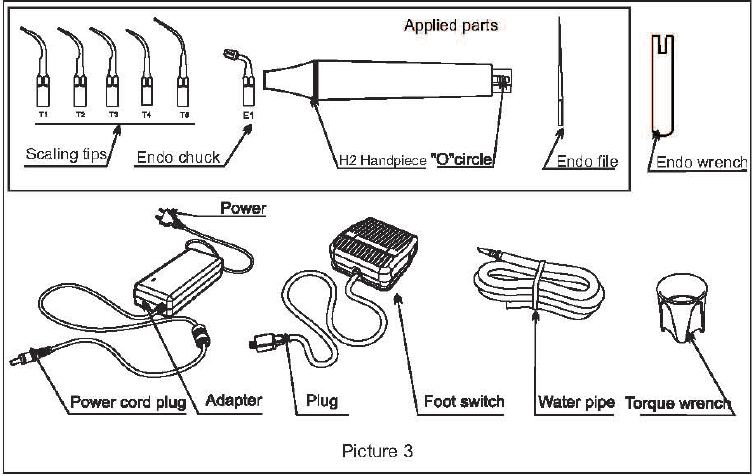 Applied parts
T1 T2 T3 T4 T5 E1
Scaling tips
Endo chuck
H2 Handpiece
"O"circle
Endo file
Endo wrench
Power
Power cord plug
Adapter
Plug
Foot switch
Water pipe
Torque wrench
Picture 3